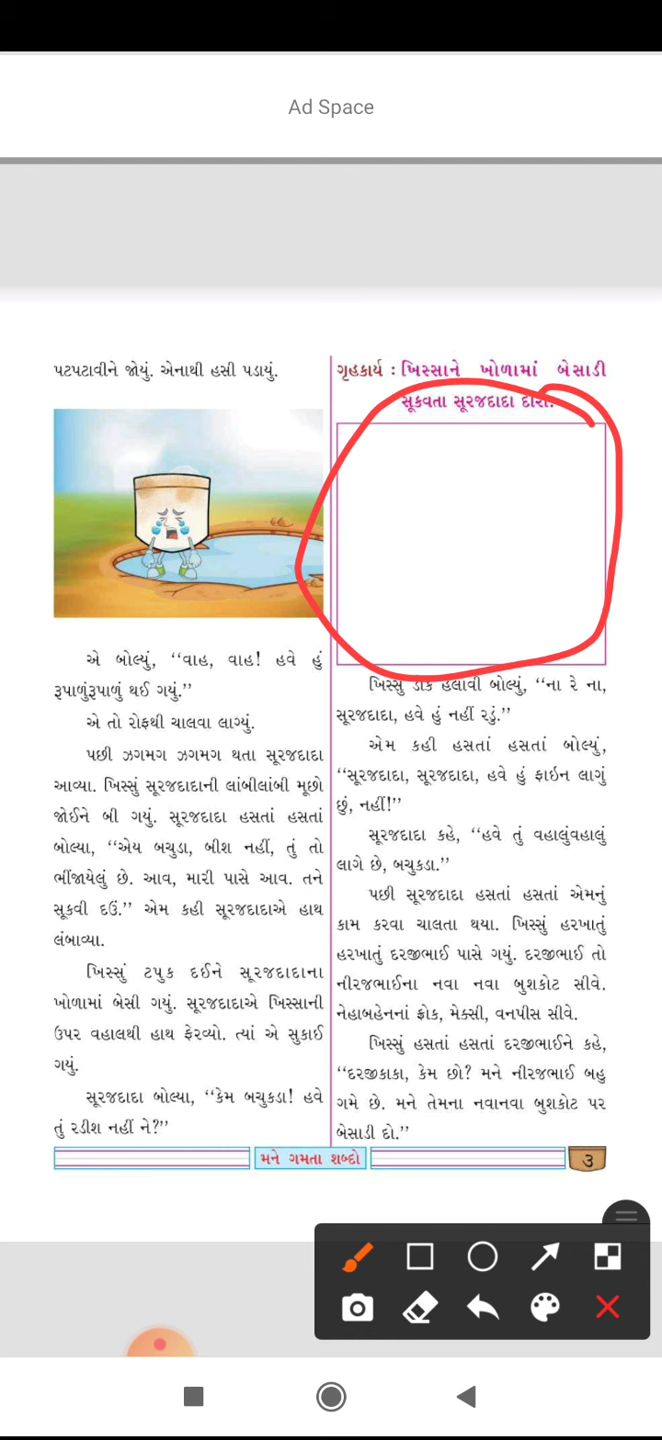 Ad Space
પટપટાવીને જોયું. એનાથી હસી પડાયું.
એ બોલ્યું, ‘‘વાહ, વાહ! હવે હું
રૂપાળુંરૂપાળું થઈ ગયું.’’
એ તો રોફથી ચાલવા લાગ્યું.
પછી ઝગમગ ઝગમગ થતા સૂરજદાદા
આવ્યા. ખિસ્સું સૂરજદાદાની લાંબીલાંબી મૂછો
જોઈને બી ગયું. સૂરજદાદા હસતાં હસતાં
બોલ્યા, ‘‘એય બચુડા, બીશ નહીં, તું તો
ભીંજાયેલું છે. આવ, મારી પાસે આવ. તને
સૂકવી દઉં.’’ એમ કહી સૂરજદાદાએ હાથ
લંબાવ્યા.
ખિસ્સું ટપુક દઈને સૂરજદાદાના
ખોળામાં બેસી ગયું. સૂરજદાદાએ ખિસ્સાની
ઉપર વહાલથી હાથ ફેરવ્યો. ત્યાં એ સુકાઈ
ગયું.
સૂરજદાદા બોલ્યા, ‘‘કેમ બચુકડા! હવે
તું રડીશ નહીં ને?’’
ગૃહકાર્ય : ખિસ્સાને ખોળામાં બેસાડી
સૂકવતા સૂરજદાદા દોરો.
ખિસ્સું ડોક હલાવી બોલ્યું, ‘‘ના રે ના,
સૂરજદાદા, હવે હું નહીં રડું.’’
એમ કહી હસતાં હસતાં બોલ્યું,
‘‘સૂરજદાદા, સૂરજદાદા, હવે હું ફાઇન લાગું
છું, નહીં!’’
સૂરજદાદા કહે, ‘‘હવે તું વહાલુંવહાલું
લાગે છે, બચુકડા.’’
પછી સૂરજદાદા હસતાં હસતાં એમનું
કામ કરવા ચાલતા થયા. ખિસ્સું હરખાતું
હરખાતું દરજીભાઈ પાસે ગયું. દરજીભાઈ તો
નીરજભાઈના નવા નવા બુશકોટ સીવે.
નેહાબહેનનાં ફ્રોક, મેક્સી, વનપીસ સીવે.
ખિસ્સું હસતાં હસતાં દરજીભાઈને કહે,
‘‘દરજીકાકા, કેમ છો? મને નીરજભાઈ બહુ
ગમે છે. મને તેમના નવાનવા બુશકોટ પર
બેસાડી દો.’’
મને ગમતા શબ્દો
૩